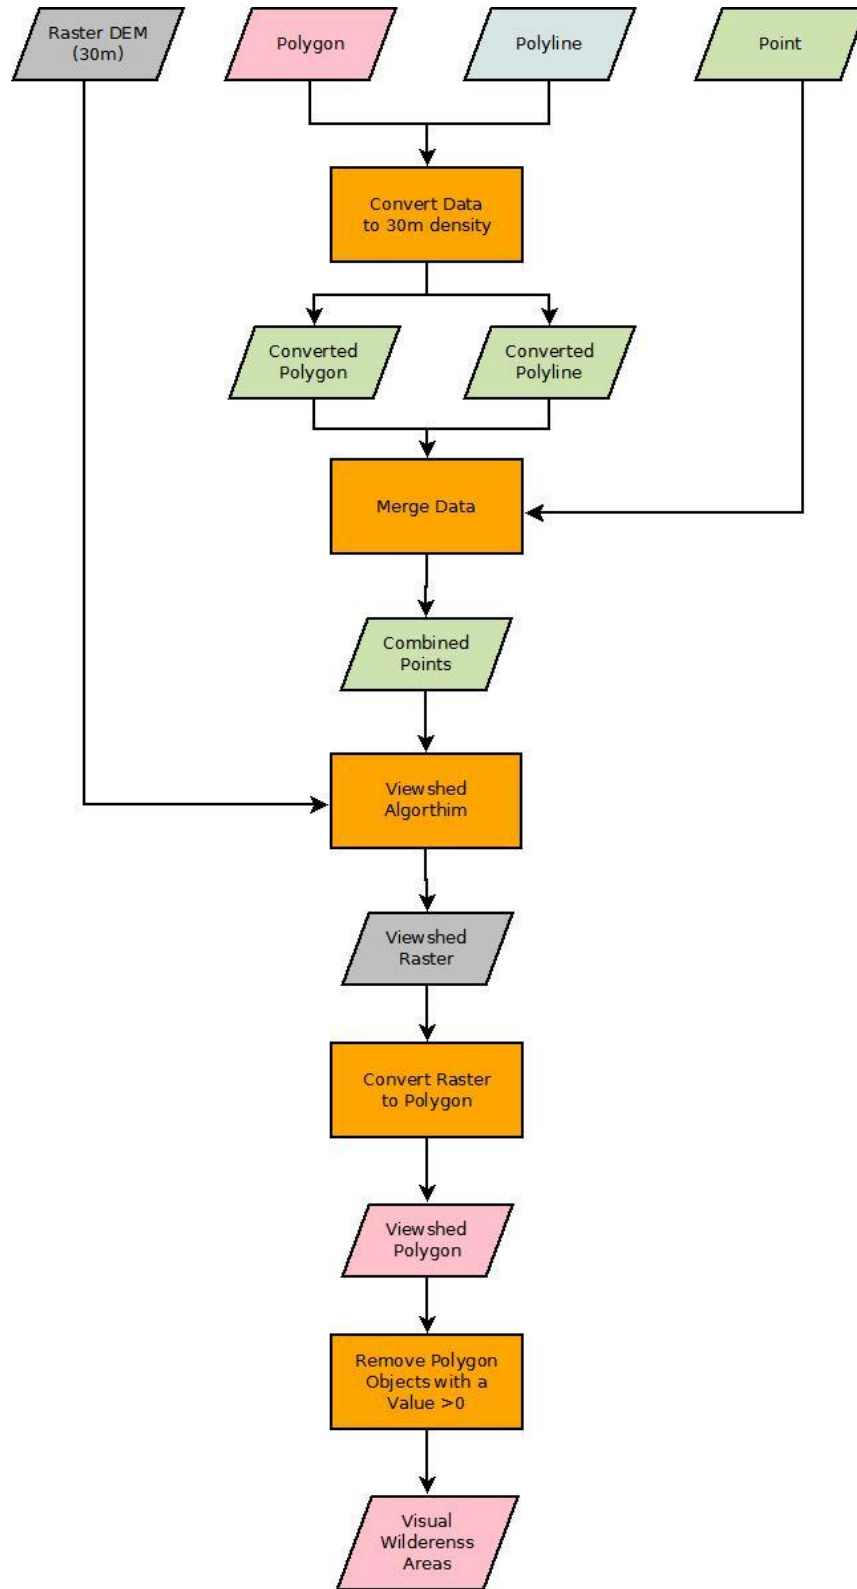 Raster DEM
(30m)
Polygon
Polyline
Point
Convert Data
to 30m density
Converted
Polygon
Converted
Polyline
Merge Data
Combined
Points
Viewshed
Algorthim
Viewshed
Raster
Convert Raster
to Polygon
Viewshed
Polygon
Remove Polygon
Objects with a
Value >0
Visual
Wilderenss
Areas